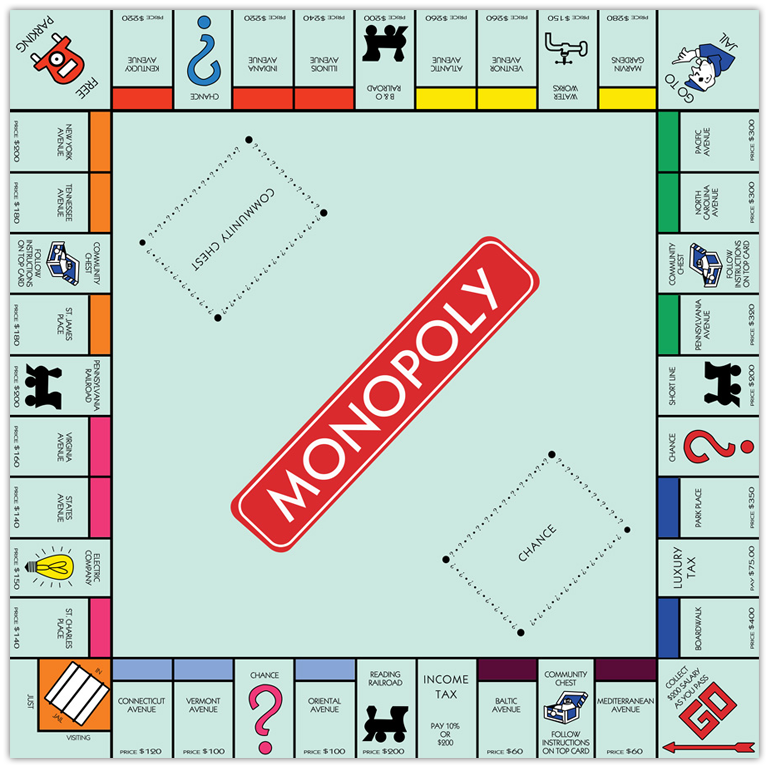 FREE
PARKING
KENTUCKY
AVENUE
PRICE $220
CHANCE
INDIANA
AVENUE
PRICE $220
ILLINOIS
AVENUE
PRICE $240
B & O
RAILROAD
PRICE $200
ATLANTIC
AVENUE
PRICE $260
VENTNOR
AVENUE
PRICE $260
WATER
WORKS
PRICE $150
MARVIN
GARDENS
PRICE $280
GO TO
JAIL
NEW YORK
AVENUE
PRICE $200
TENNESSEE
AVENUE
PRICE $180
COMMUNITY
CHEST
FOLLOW
INSTRUCTIONS
ON TOP CARD
ST. JAMES
PLACE
PRICE $180
PENNSYLVANIA
RAILROAD
PRICE $200
VIRGINIA
AVENUE
PRICE $160
STATES
AVENUE
PRICE $140
ELECTRIC
COMPANY
PRICE $150
ST. CHARLES
PLACE
PRICE $140
COMMUNITY CHEST
MONOPOLY
CHANCE
PACIFIC
AVENUE
PRICE $300
NORTH
CAROLINA
AVENUE
PRICE $300
COMMUNITY
CHEST
FOLLOW
INSTRUCTIONS
ON TOP CARD
PENNSYLVANIA
AVENUE
PRICE $320
SHORT LINE
PRICE $200
CHANCE
PARK PLACE
PRICE $350
LUXURY
TAX
PAY $75.00
BOARDWALK
PRICE $400
IN
JAIL
JUST
VISITING
CONNECTICUT
AVENUE
PRICE $120
VERMONT
AVENUE
PRICE $100
CHANCE
ORIENTAL
AVENUE
PRICE $100
READING
RAILROAD
PRICE $200
INCOME
TAX
PAY 10%
OR
$200
BALTIC
AVENUE
PRICE $60
COMMUNITY
CHEST
FOLLOW
INSTRUCTIONS
ON TOP CARD
MEDITERRANEAN
AVENUE
PRICE $60
COLLECT
$200 SALARY
AS YOU PASS
GO